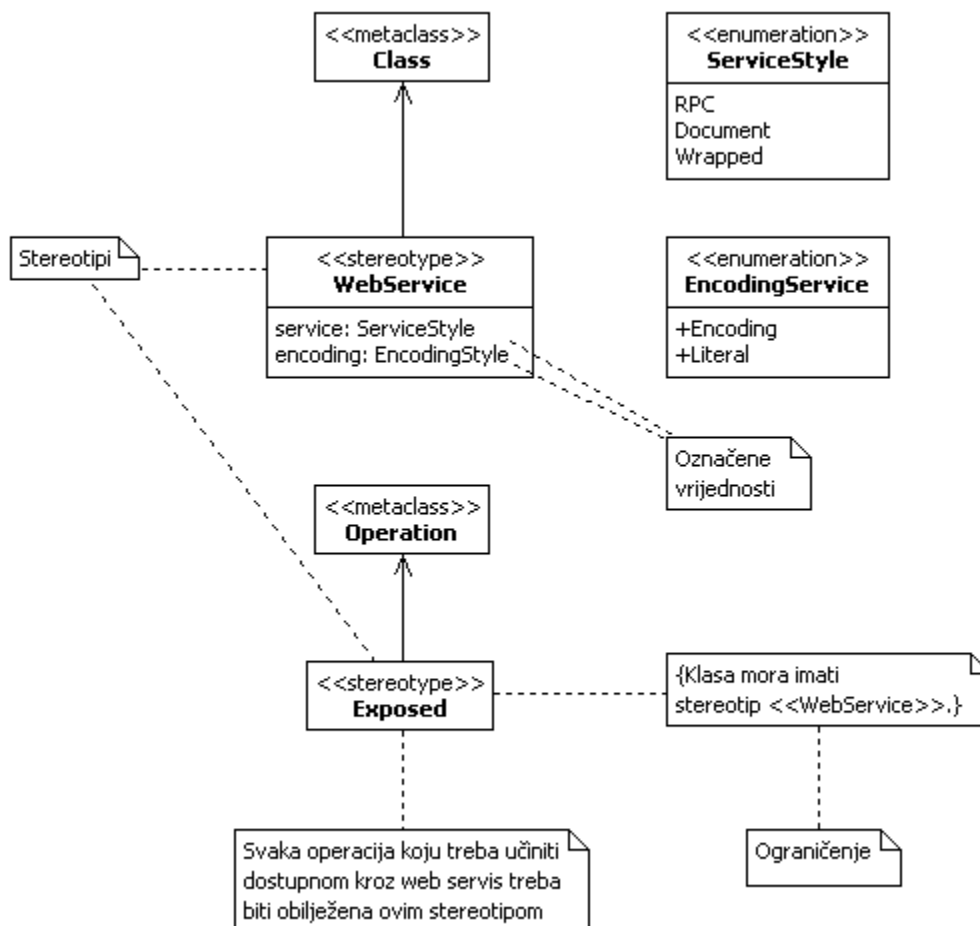 <<metaclass>>
Class
<<enumeration>>
ServiceStyle
RPC
Document
Wrapped
Stereotipi
<<stereotype>>
WebService
service: ServiceStyle
encoding: EncodingStyle
<<enumeration>>
EncodingService
+Encoding
+Literal
Označene
vrijednosti
<<metaclass>>
Operation
<<stereotype>>
Exposed
{Klasa mora imati
stereotip <<WebService>>.}
Svaka operacija koju treba učiniti
dostupnom kroz web servis treba
biti obilježena ovim stereotipom
Ograničenje